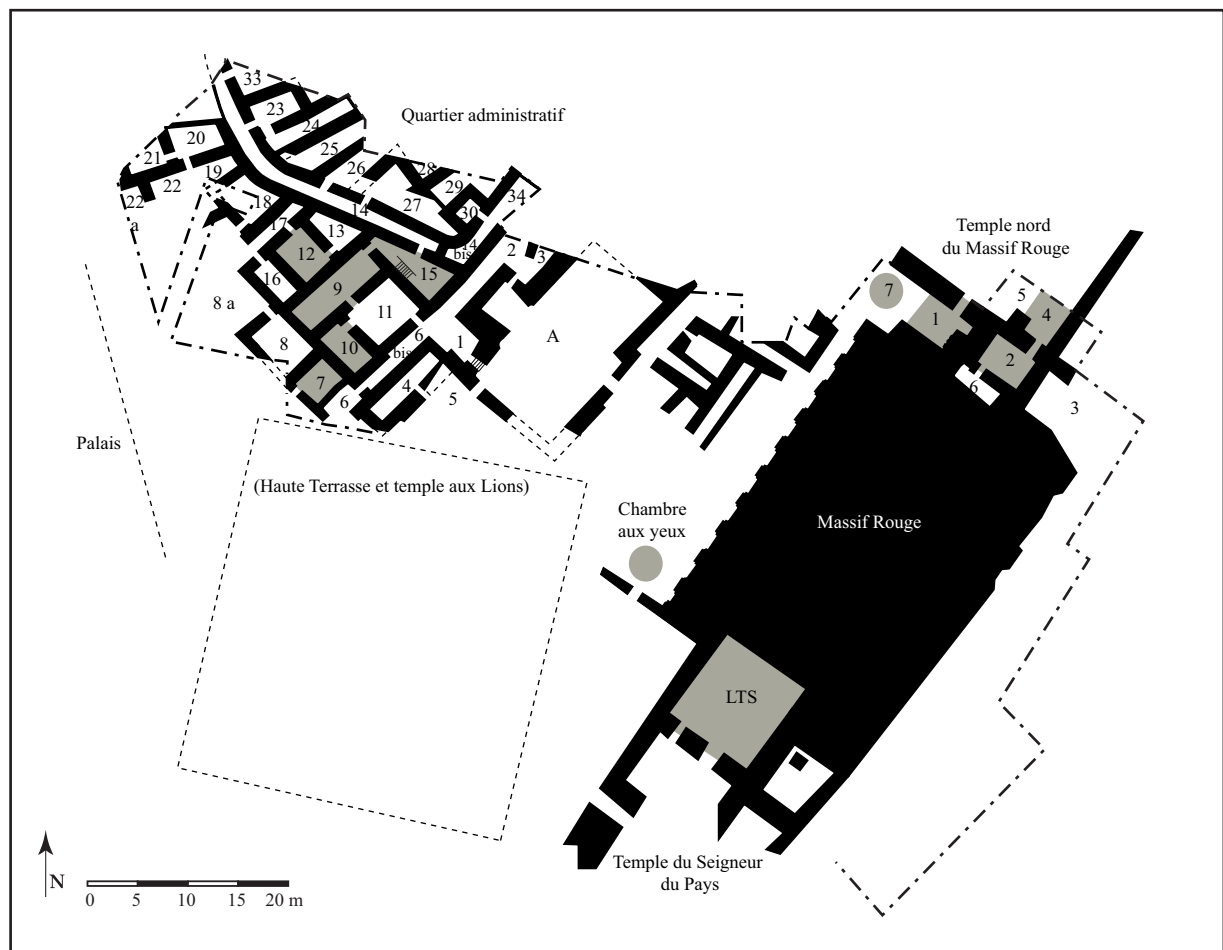 33
Quartier administratif
23
24
20
25
21
26
28
19
22
29
34
22
a
18
14
27
30
17
13
14
bis
2
3
12
15
16
9
8 a
11
6
bis
1
A
8
10
7
4
6
5
Temple nord
du Massif Rouge
7
5
1
4
2
6
3
Palais
(Haute Terrasse et temple aux Lions)
Chambre
aux yeux
Massif Rouge
LTS
Temple du Seigneur
du Pays
N
0 5 10 15 20 m